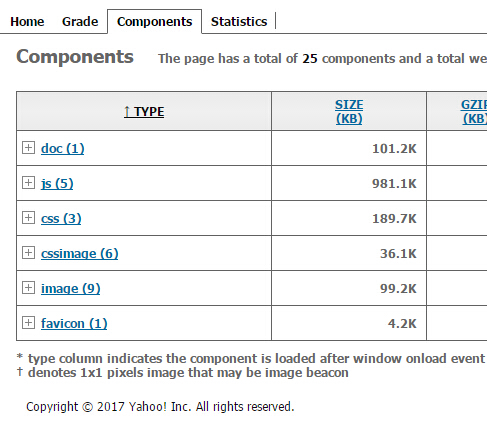 Home Grade Components Statistics
Components The page has a total of 25 components and a total we
↑ TYPE SIZE (KB) GZIP (KB)
doc (1) 101.2K
js (5) 981.1K
css (3) 189.7K
cssimage (6) 36.1K
image (9) 99.2K
favicon (1) 4.2K
* type column indicates the component is loaded after window onload event
† denotes 1x1 pixels image that may be image beacon
Copyright © 2017 Yahoo! Inc. All rights reserved.